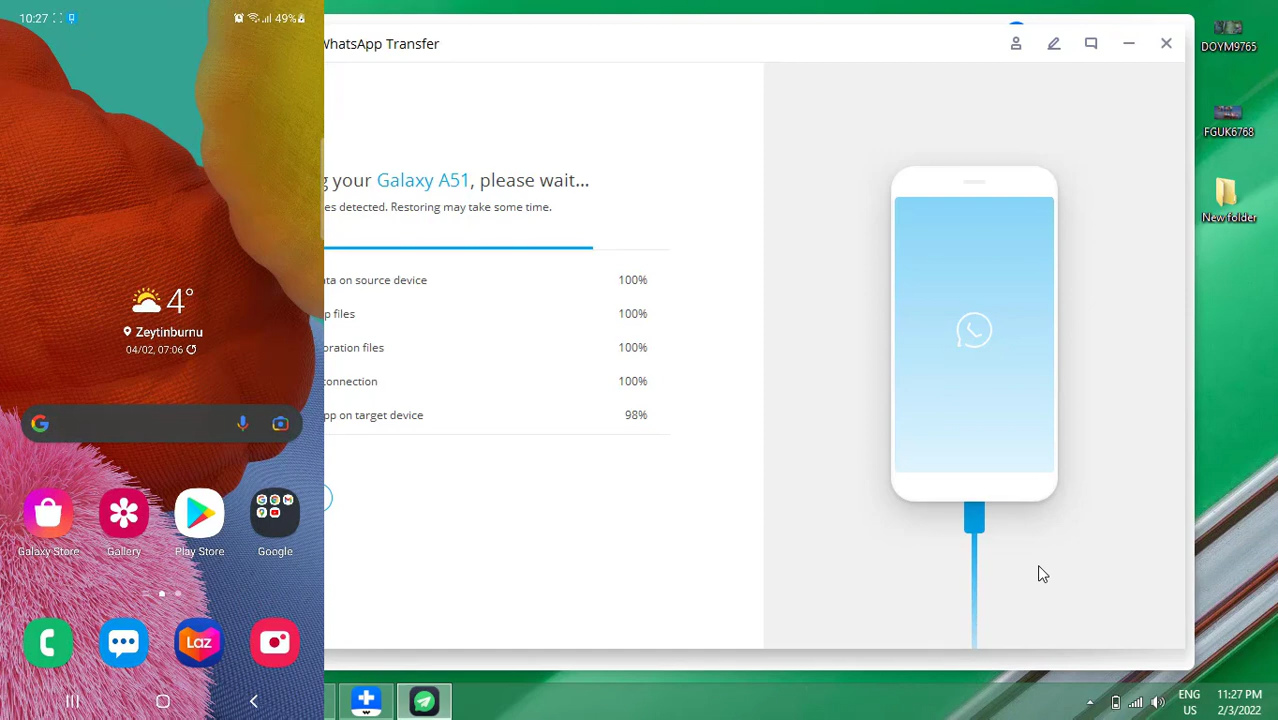 10:27
49%
4°
Zeytinburnu
04/02, 07:06
Galaxy Store
Gallery
Play Store
Google
Laz
WhatsApp Transfer
g your Galaxy A51, please wait...
es detected. Restoring may take some time.
ata on source device 100%
p files 100%
oration files 100%
connection 100%
pp on target device 98%
DOYM9765
FGUK6768
New folder
ENG
US
11:27 PM
2/3/2022